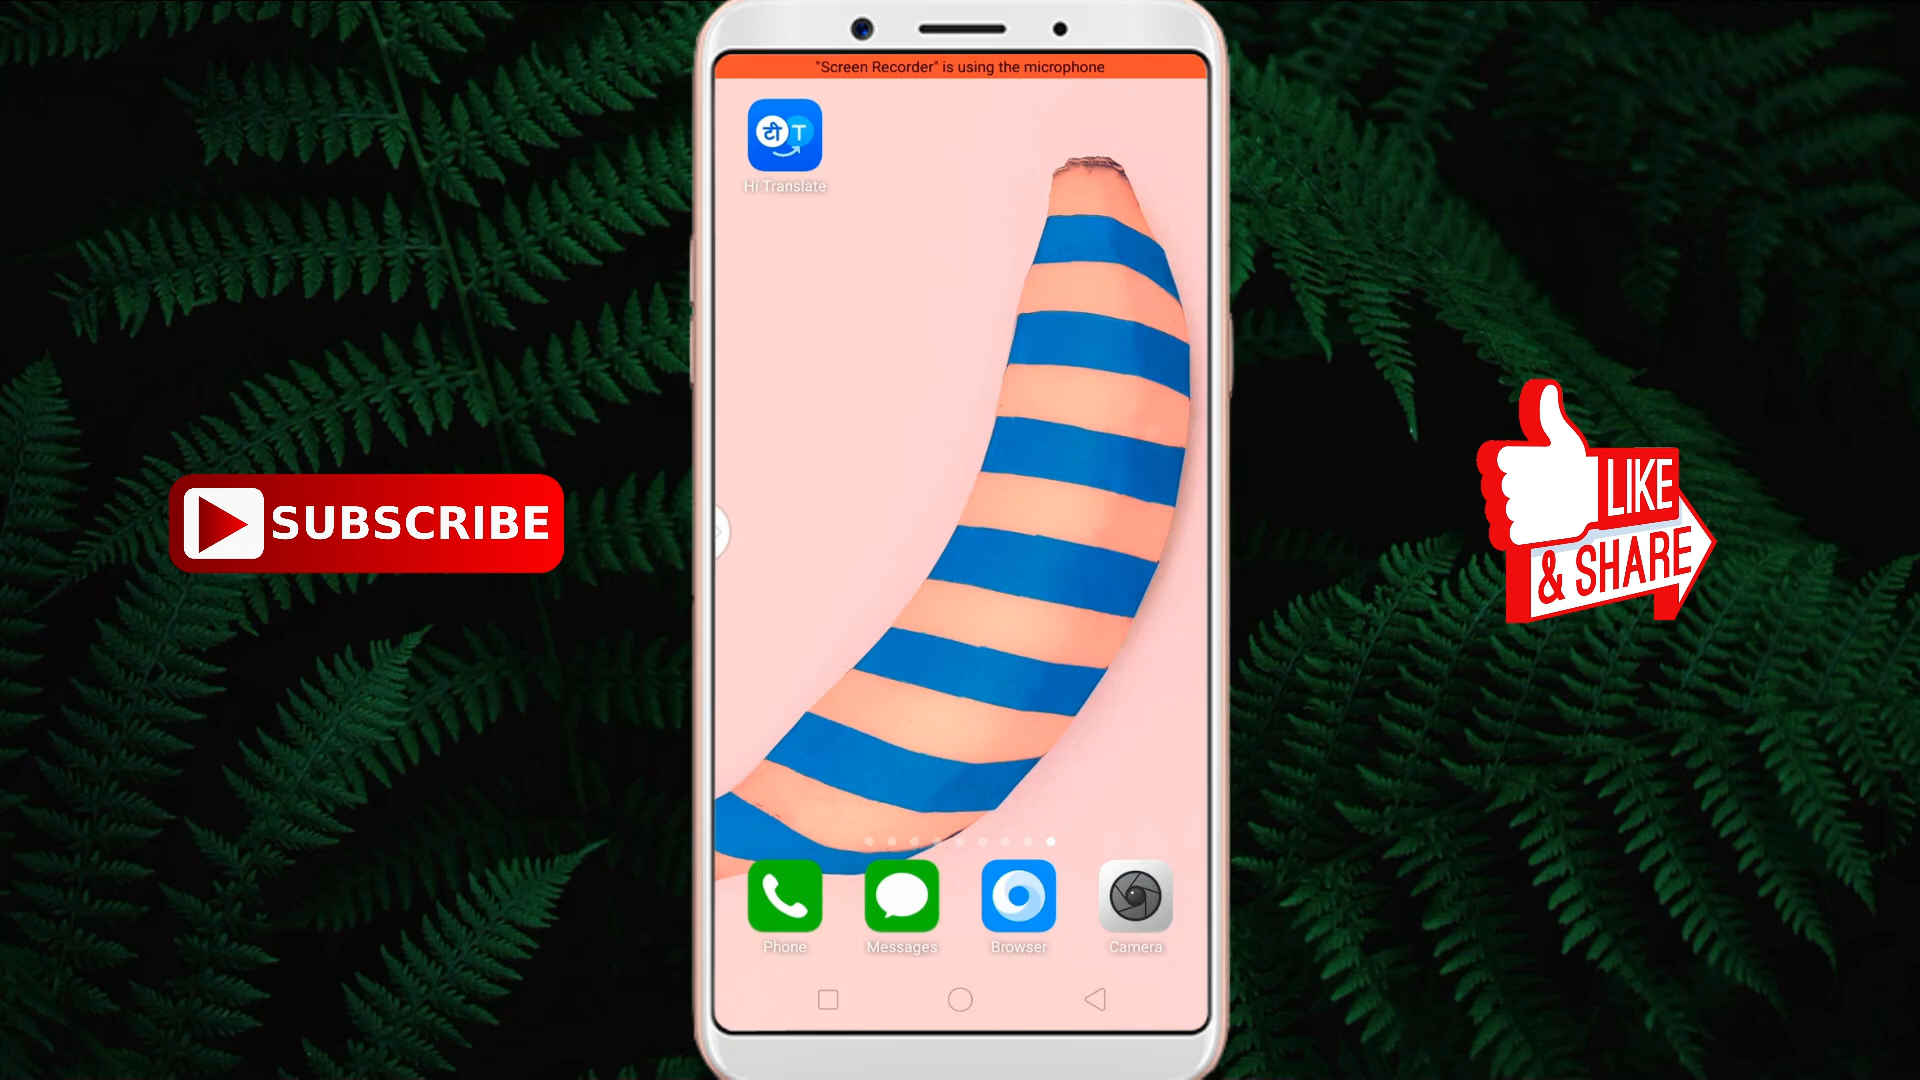 "Screen Recorder" is using the microphone
टी T
Hi Translate
SUBSCRIBE
LIKE
& SHARE
Phone
Messages
Browser
Camera